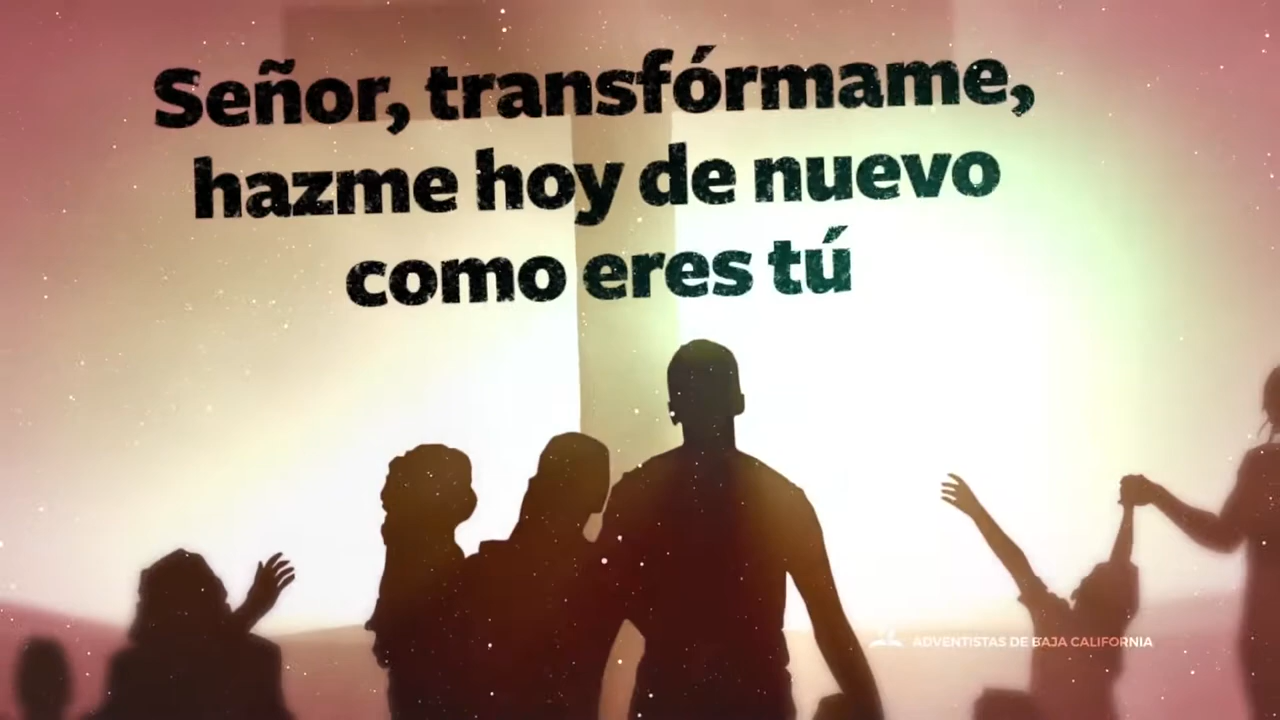 Señor, transfórmame,
hazme hoy de nuevo
como eres tú
ADVENTISTAS DE BAJA CALIFORNIA